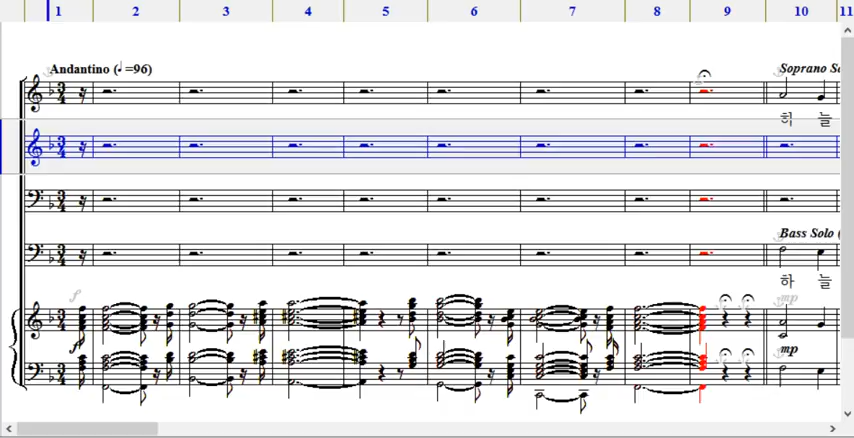 1 2 3 4 5 6 7 8 9 10 11
Andantino (♩=96)
Soprano So
하 늘
Bass Solo (
하 늘
f
mp
f
mp